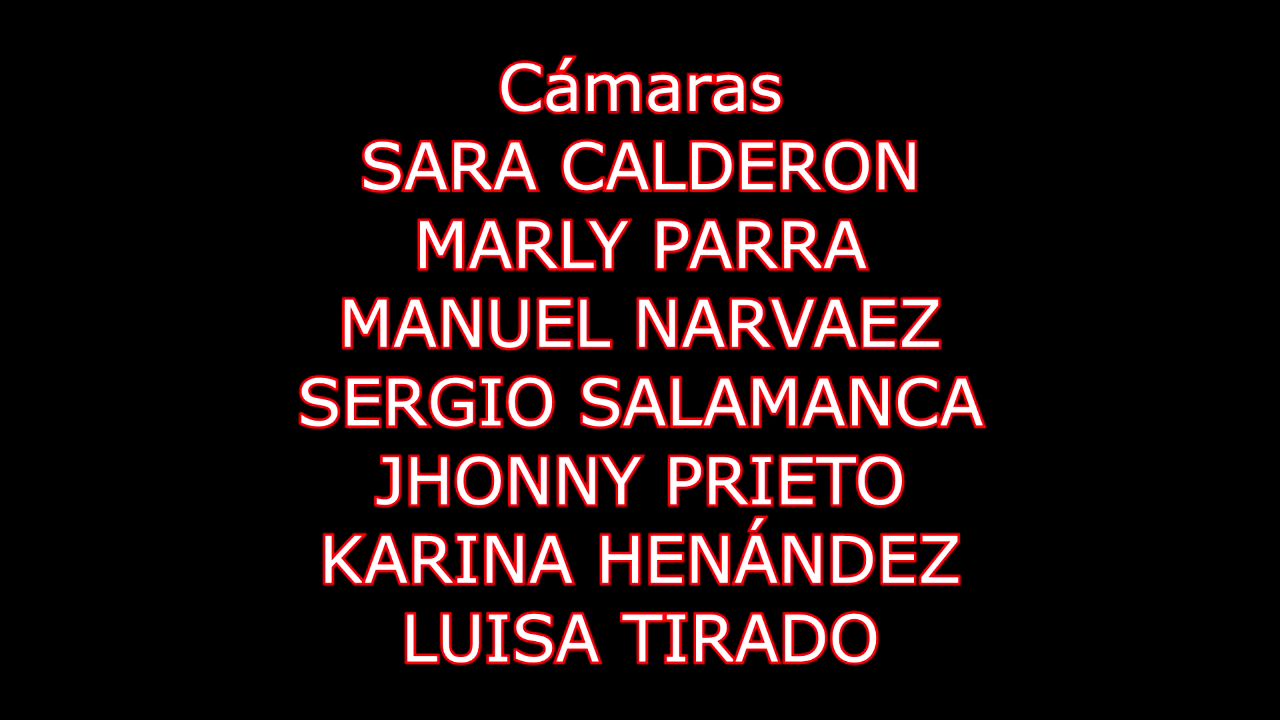 Cámaras
SARA CALDERON
MARLY PARRA
MANUEL NARVAEZ
SERGIO SALAMANCA
JHONNY PRIETO
KARINA HENÁNDEZ
LUISA TIRADO